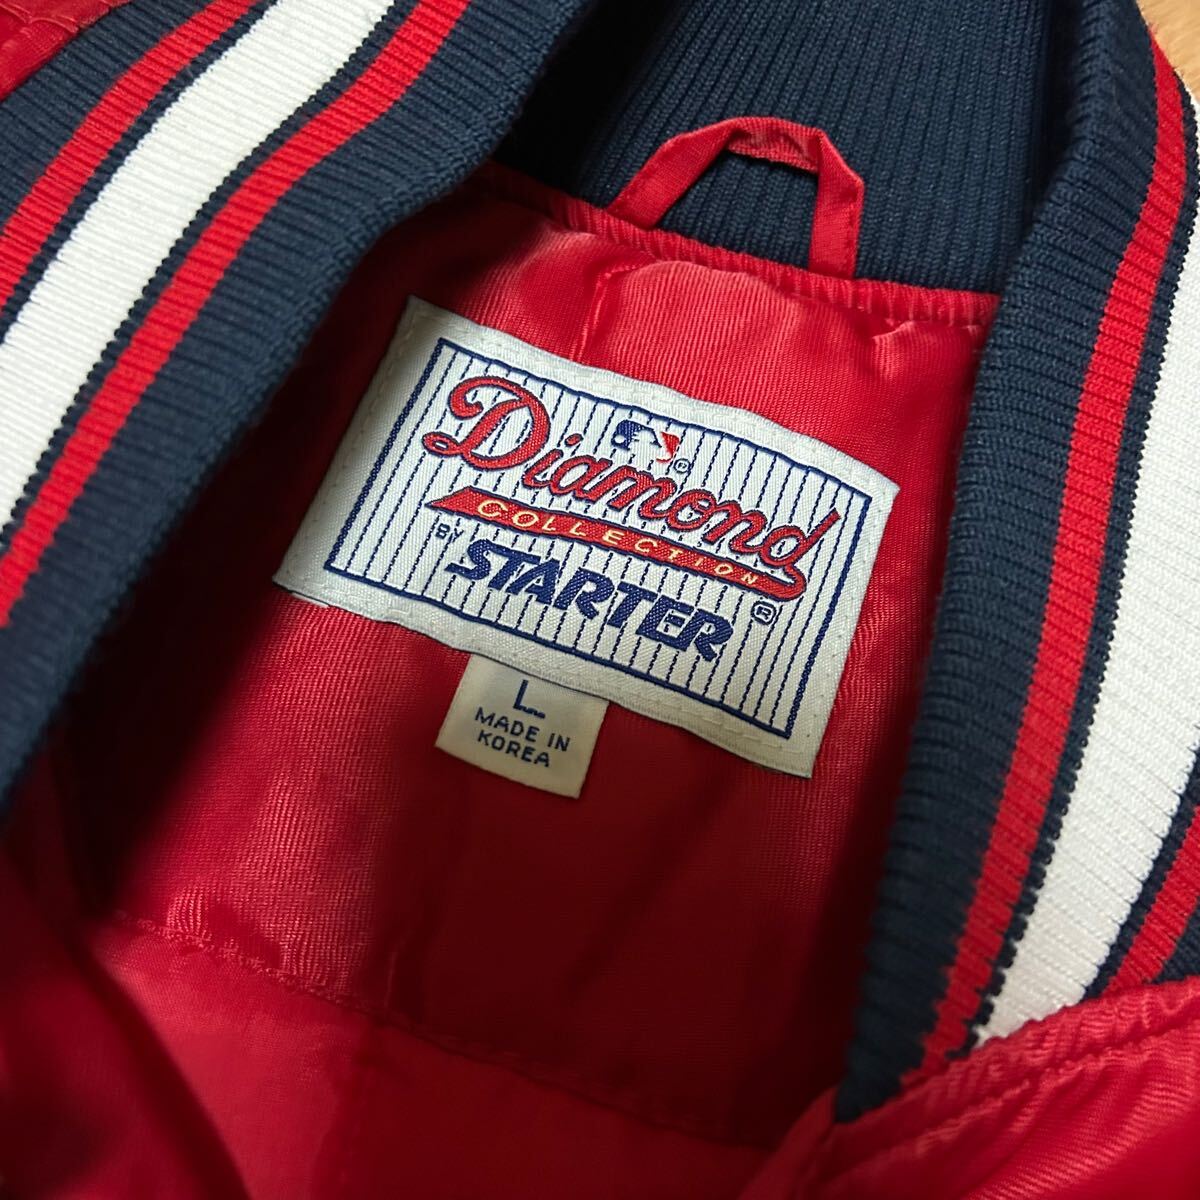 Diamond ®
COLLECTION
BY STARTER ®
L
MADE IN
KOREA